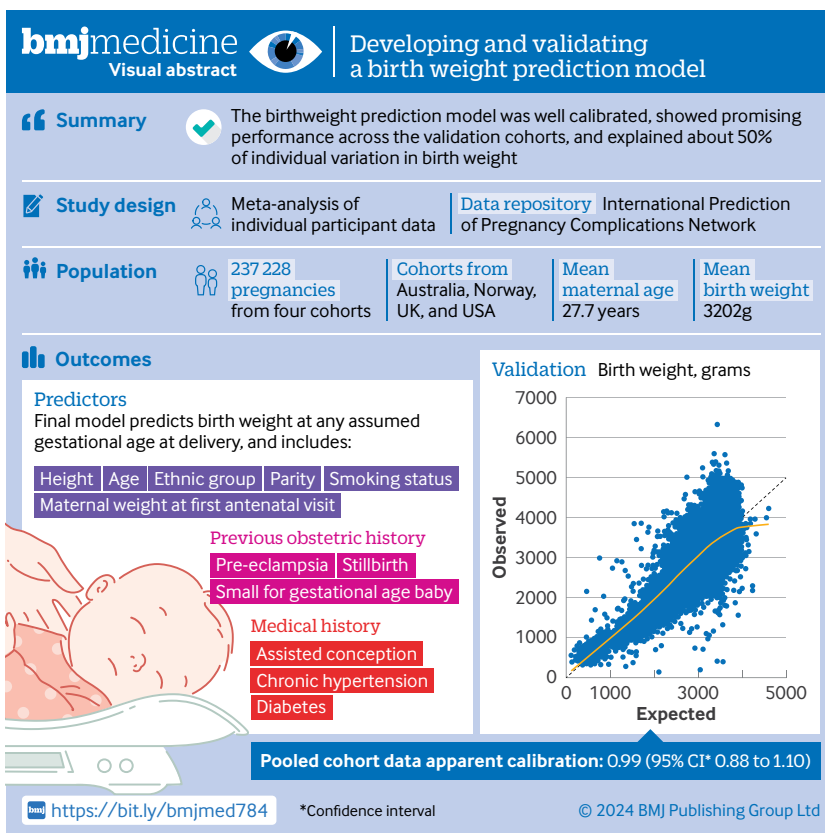 bmjmedicine
Visual abstract
Developing and validating
a birth weight prediction model
Summary
The birthweight prediction model was well calibrated, showed promising
performance across the validation cohorts, and explained about 50%
of individual variation in birth weight
Study design
Meta-analysis of
individual participant data
Data repository International Prediction
of Pregnancy Complications Network
Population
237 228
pregnancies
from four cohorts
Cohorts from
Australia, Norway,
UK, and USA
Mean
maternal age
27.7 years
Mean
birth weight
3202g
Outcomes
Predictors
Final model predicts birth weight at any assumed
gestational age at delivery, and includes:
Height Age Ethnic group Parity Smoking status
Maternal weight at first antenatal visit
Previous obstetric history
Pre-eclampsia Stillbirth
Small for gestational age baby
Medical history
Assisted conception
Chronic hypertension
Diabetes
Validation Birth weight, grams
7000
6000
5000
4000
3000
2000
1000
0
Observed
0 1000 3000 5000
Expected
Pooled cohort data apparent calibration: 0.99 (95% CI* 0.88 to 1.10)
bmj https://bit.ly/bmjmed784
*Confidence interval
© 2024 BMJ Publishing Group Ltd